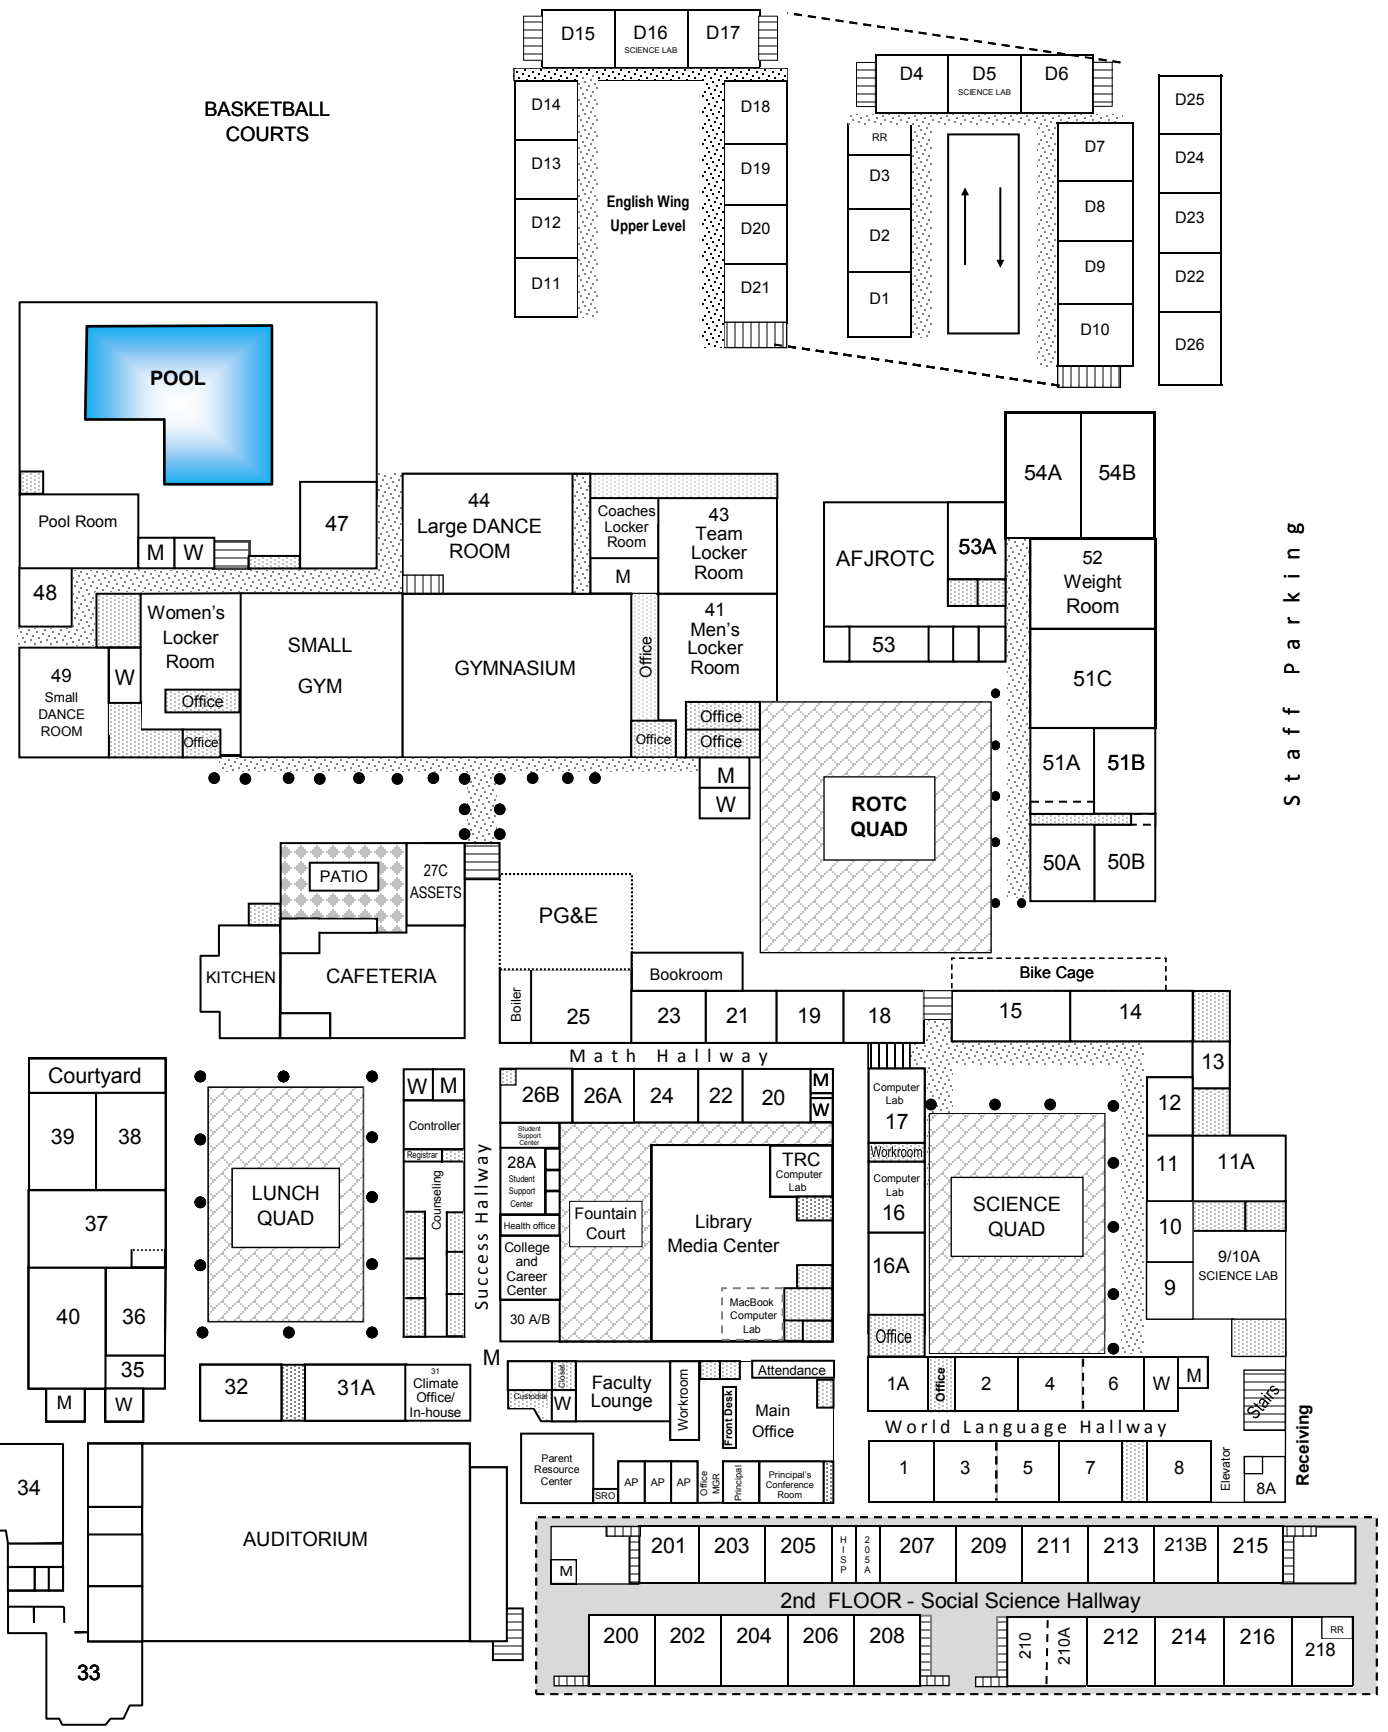 D15
D16
SCIENCE LAB
D17
D14
D13
D12
D11
English Wing
Upper Level
D18
D19
D20
D21
D4
D5
SCIENCE LAB
D6
RR
D3
D2
D1
D7
D8
D9
D10
D25
D24
D23
D22
D26
BASKETBALL
COURTS
POOL
Pool Room
M
W
47
48
44
Large DANCE
ROOM
Coaches
Locker
Room
M
43
Team
Locker
Room
49
Small
DANCE
ROOM
W
Women's
Locker
Room
Office
Office
SMALL
GYM
GYMNASIUM
Office
Office
41
Men's
Locker
Room
Office
Office
M
W
AFJROTC
53A
53
54A
54B
52
Weight
Room
51C
51A
51B
50A
50B
Staff Parking
ROTC
QUAD
PATIO
27C
ASSETS
KITCHEN
CAFETERIA
PG&E
Boiler
25
Bookroom
23
21
19
18
Bike Cage
15
14
13
Math Hallway
Courtyard
39
38
37
40
36
35
M
W
LUNCH
QUAD
W
M
Controller
Registrar
Counseling
Success Hallway
26B
26A
24
22
20
M
W
Student
Support
Center
28A
Student
Support
Center
Health office
College
and
Career
Center
30 A/B
Fountain
Court
Library
Media Center
TRC
Computer
Lab
MacBook
Computer
Lab
Computer
Lab
17
Workroom
Computer
Lab
16
16A
Office
SCIENCE
QUAD
12
11
11A
10
9
9/10A
SCIENCE LAB
32
31A
31
Climate
Office/
In-house
M
Custodial
Closet
W
Faculty
Lounge
Workroom
Attendance
Front Desk
Main
Office
Parent
Resource
Center
SRO
AP
AP
AP
Office
MGR
Principal
Principal's
Conference
Room
1A
Office
2
4
6
W
M
Stairs
World Language Hallway
1
3
5
7
8
Elevator
8A
Receiving
34
33
AUDITORIUM
M
201
203
205
HISP
205A
207
209
211
213
213B
215
2nd FLOOR - Social Science Hallway
200
202
204
206
208
210
210A
212
214
216
218
RR